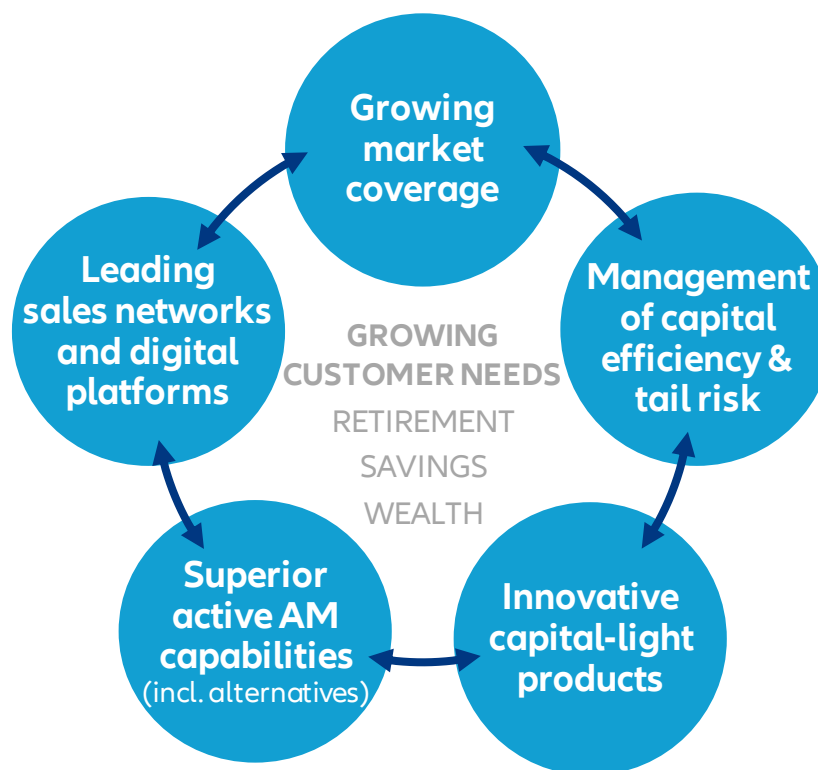 Growing
market
coverage
Leading
sales networks
and digital
platforms
Management
of capital
efficiency &
tail risk
GROWING
CUSTOMER NEEDS
RETIREMENT
SAVINGS
WEALTH
Superior
active AM
capabilities
(incl. alternatives)
Innovative
capital-light
products